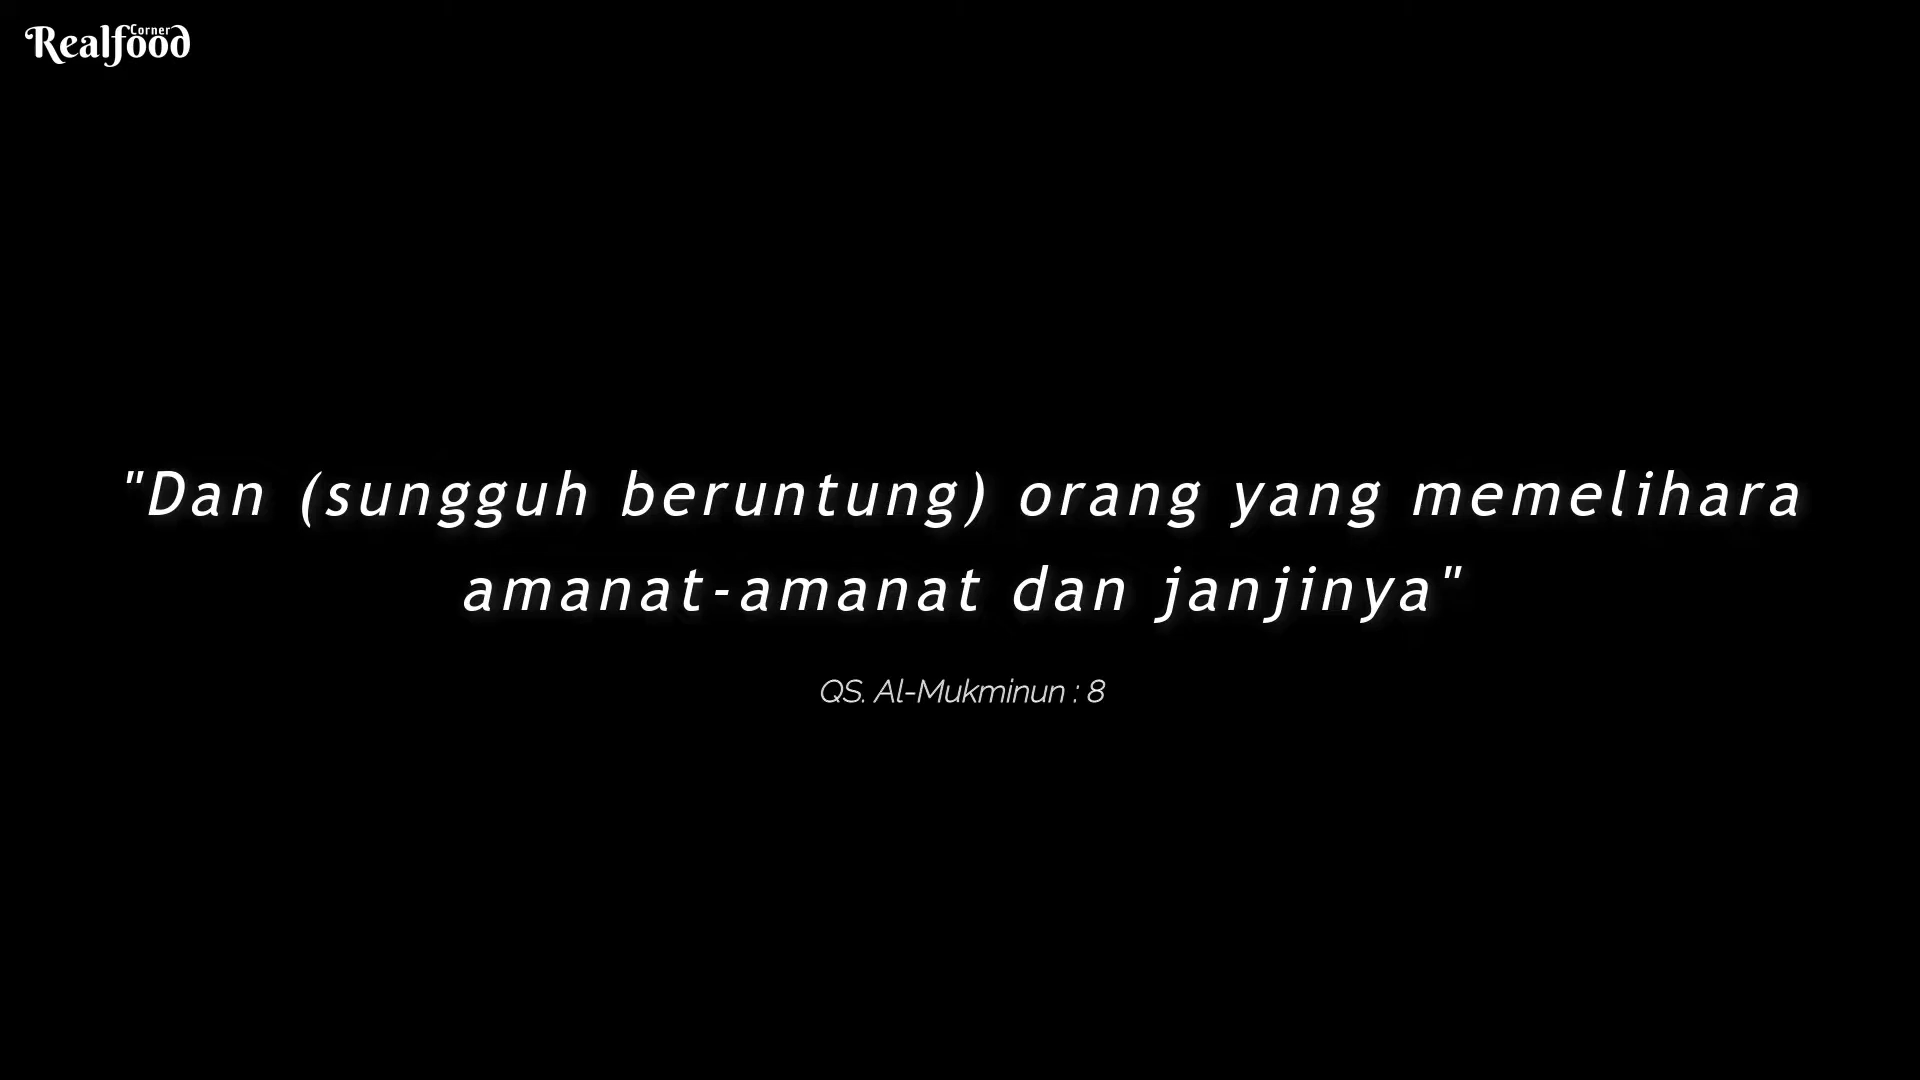 Corner
Realfood
"Dan (sungguh beruntung) orang yang memelihara
amanat-amanat dan janjinya"
QS. Al-Mukminun : 8